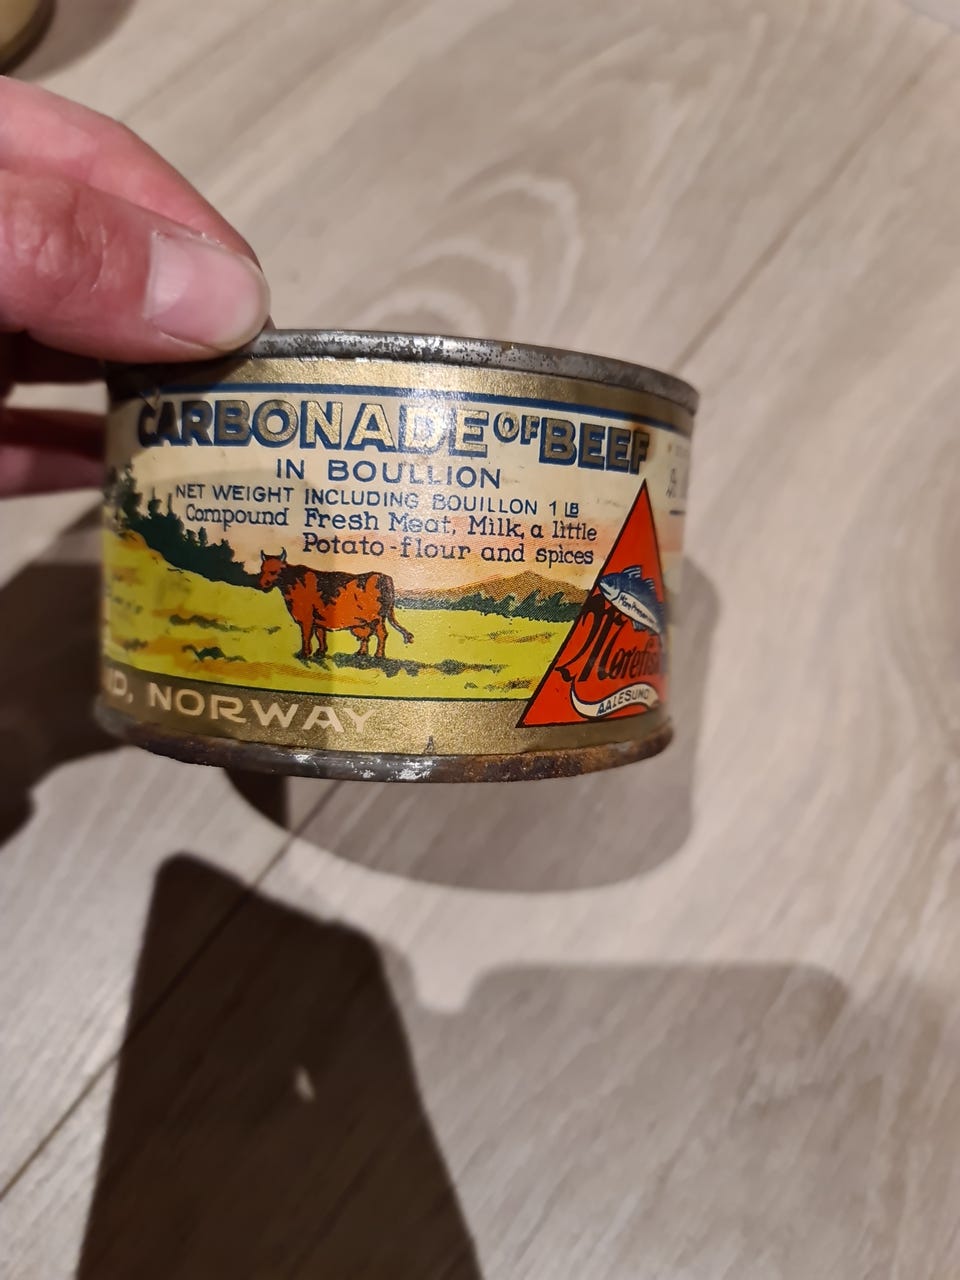 CARBONADE OF BEEF
IN BOULLION
NET WEIGHT INCLUDING BOUILLON 1 LB
Compound Fresh Meat, Milk, a little
Potato-flour and spices
AALESUND
ND, NORWAY